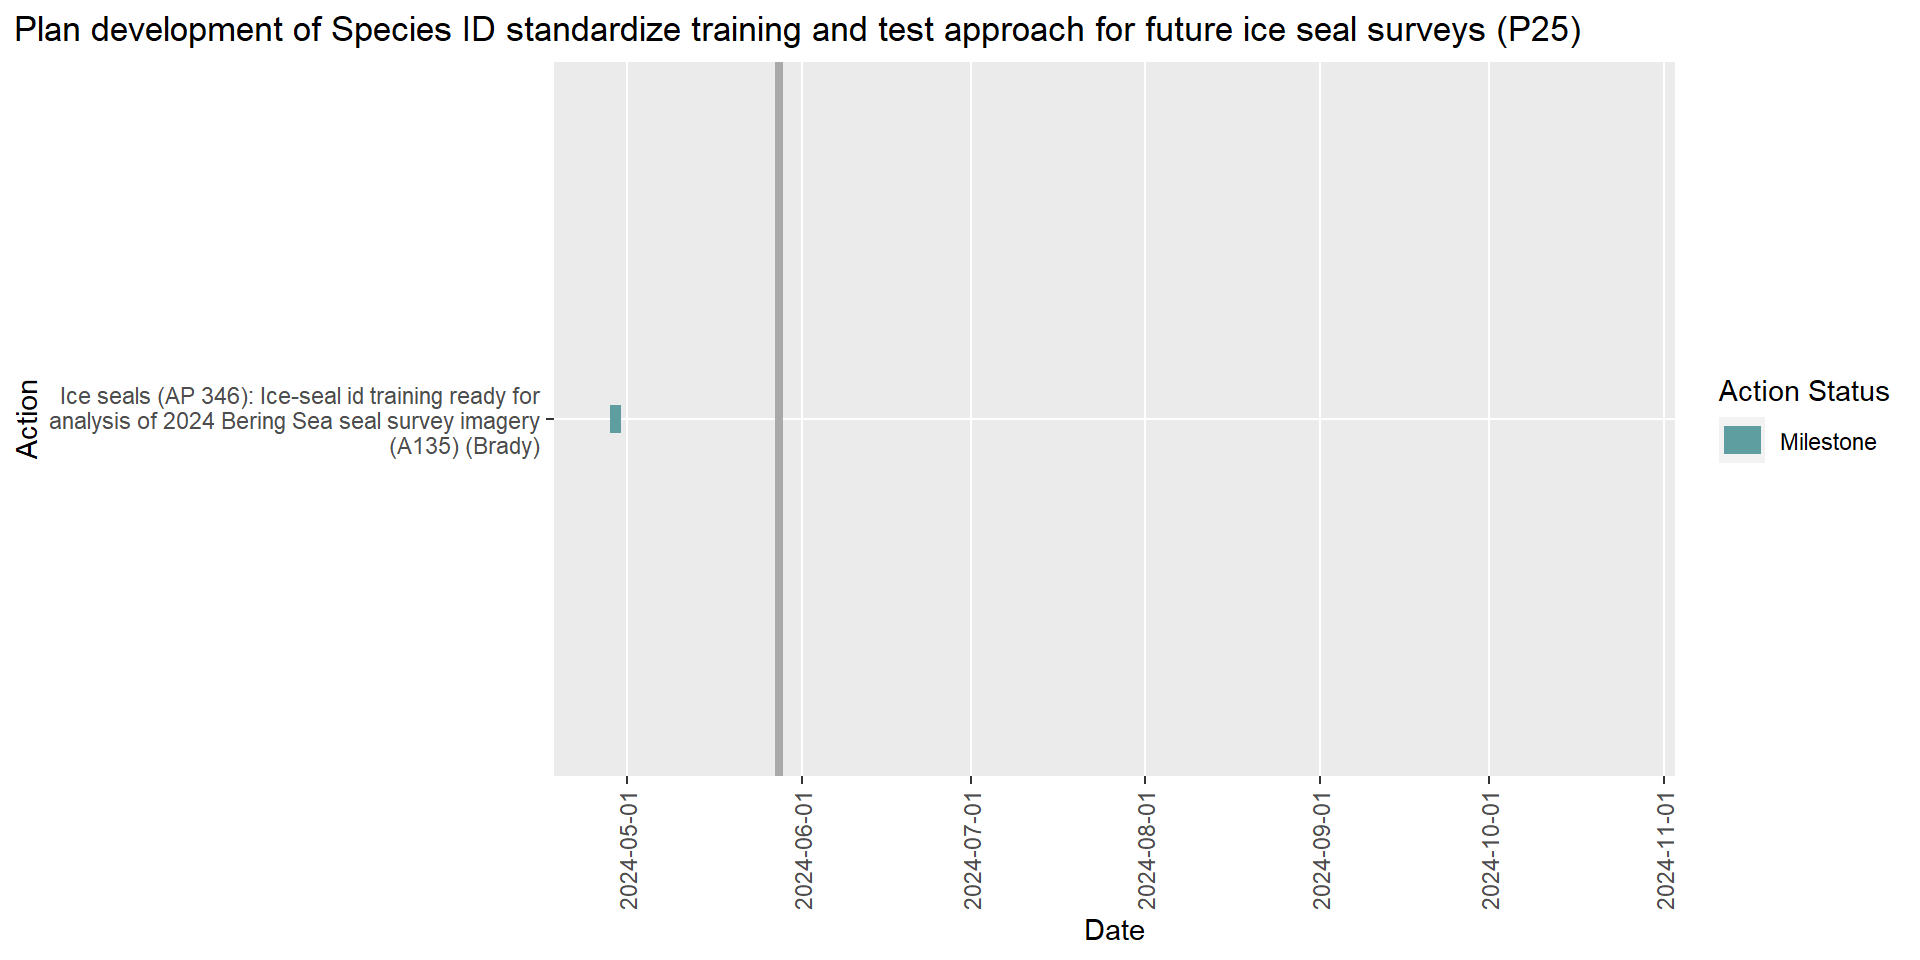 Plan development of Species ID standardize training and test approach for future ice seal surveys (P25)
Action
Ice seals (AP 346): Ice-seal id training ready for
analysis of 2024 Bering Sea seal survey imagery
(A135) (Brady)
Action Status
Milestone
2024-05-01
2024-06-01
2024-07-01
2024-08-01
2024-09-01
2024-10-01
2024-11-01
Date